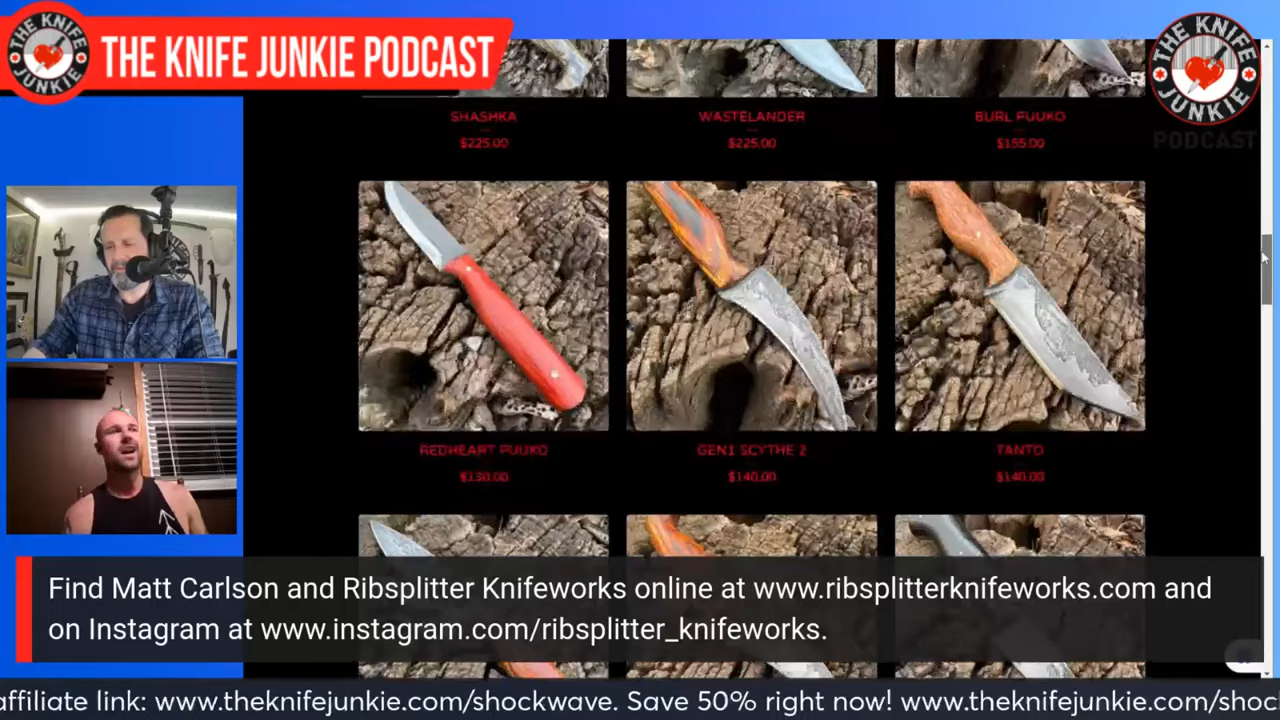 THE KNIFE JUNKIE
THE KNIFE JUNKIE PODCAST
THE KNIFE JUNKIE
PODCAST
SHASHKA
$225.00
WASTELANDER
$225.00
BURL PUUKO
$155.00
REDHEART PUUKO
$130.00
GEN1 SCYTHE 2
$140.00
TANTO
$140.00
Find Matt Carlson and Ribsplitter Knifeworks online at www.ribsplitterknifeworks.com and
on Instagram at www.instagram.com/ribsplitter_knifeworks.
affiliate link: www.theknifejunkie.com/shockwave. Save 50% right now! www.theknifejunkie.com/shoc